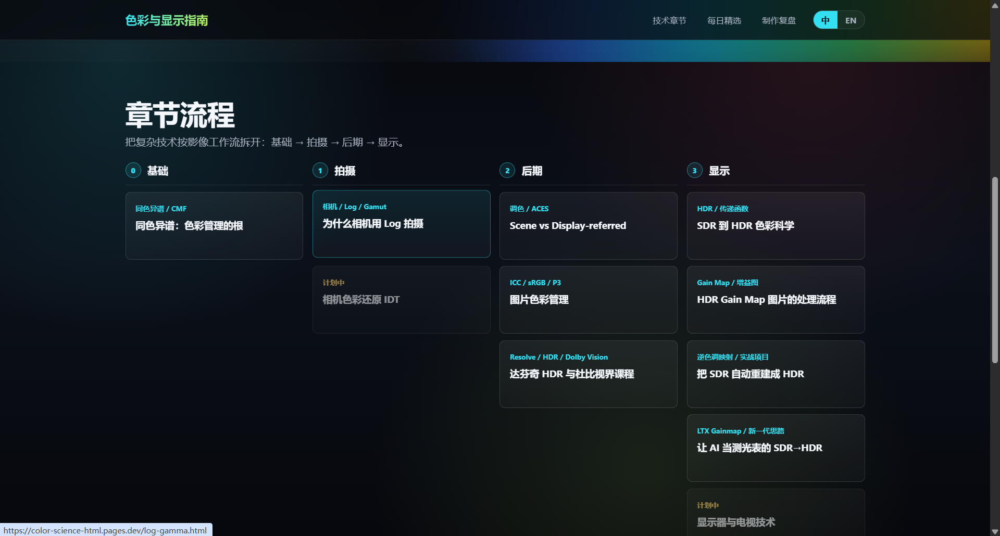 色彩与显示指南
技术章节
每日精选
制作复盘
中
EN
章节流程
把复杂技术按影像工作流拆开：基础 → 拍摄 → 后期 → 显示。
0
基础
同色异谱 / CMF
同色异谱：色彩管理的根
1
拍摄
相机 / Log / Gamut
为什么相机用 Log 拍摄
计划中
相机色彩还原 IDT
2
后期
调色 / ACES
Scene vs Display-referred
ICC / sRGB / P3
图片色彩管理
Resolve / HDR / Dolby Vision
达芬奇 HDR 与杜比视界课程
3
显示
HDR / 传递函数
SDR 到 HDR 色彩科学
Gain Map / 增益图
HDR Gain Map 图片的处理流程
逆色调映射 / 实战项目
把 SDR 自动重建成 HDR
LTX Gainmap / 新一代思路
让 AI 当测光表的 SDR→HDR
计划中
显示器与电视技术
https://color-science-html.pages.dev/log-gamma.html